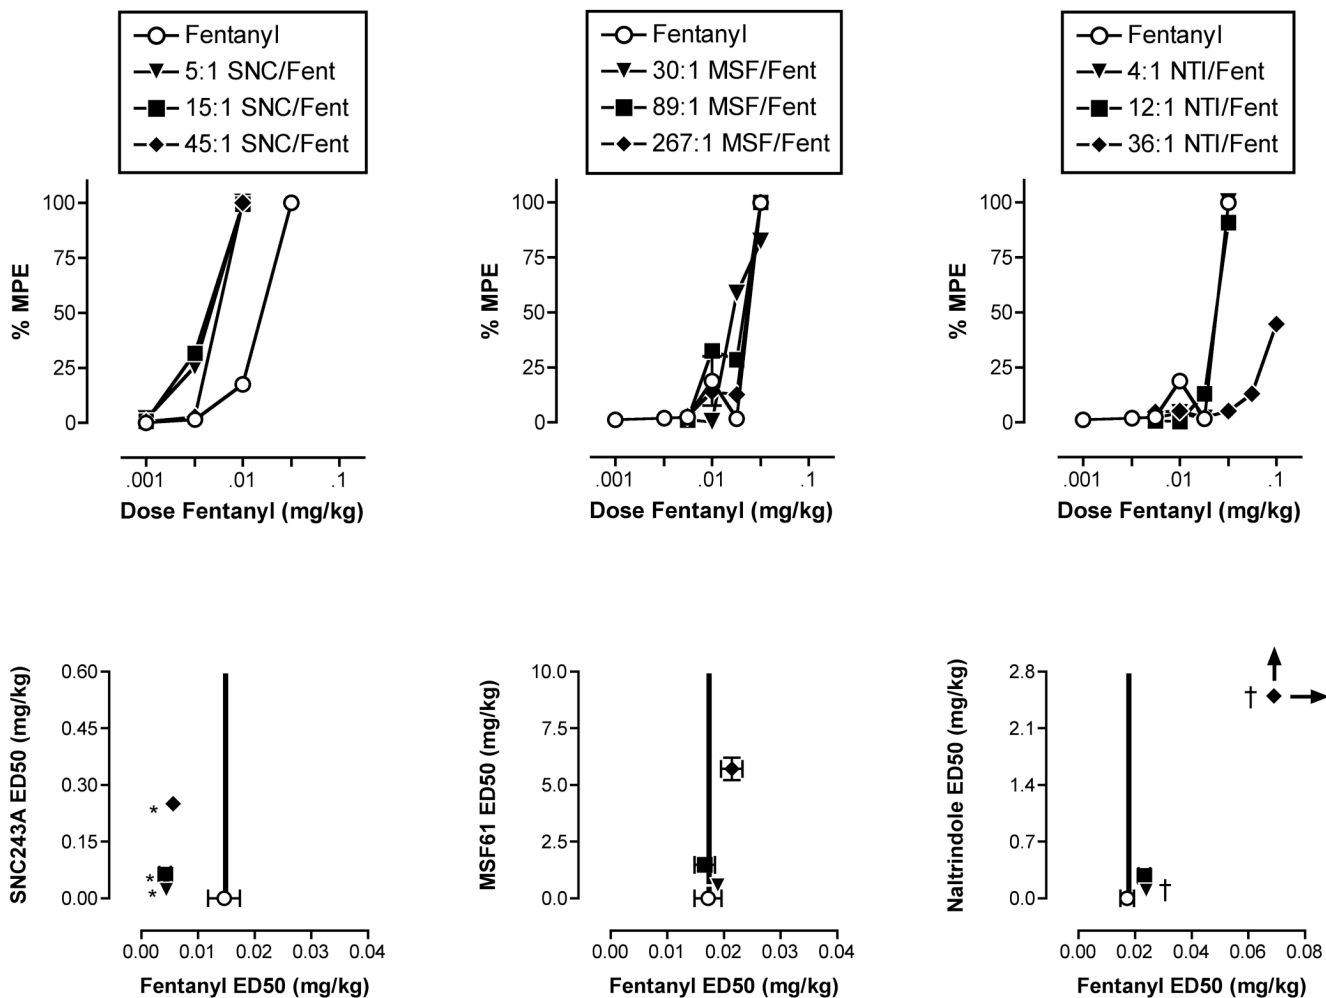 Fentanyl
5:1 SNC/Fent
15:1 SNC/Fent
45:1 SNC/Fent
% MPE
100
75
50
25
0
.001 .01 .1
Dose Fentanyl (mg/kg)
Fentanyl
30:1 MSF/Fent
89:1 MSF/Fent
267:1 MSF/Fent
% MPE
100
75
50
25
0
.001 .01 .1
Dose Fentanyl (mg/kg)
Fentanyl
4:1 NTI/Fent
12:1 NTI/Fent
36:1 NTI/Fent
% MPE
100
75
50
25
0
.001 .01 .1
Dose Fentanyl (mg/kg)
SNC243A ED50 (mg/kg)
0.60
0.45
0.30
0.15
0.00
*
*
*
0.00 0.01 0.02 0.03 0.04
Fentanyl ED50 (mg/kg)
MSF61 ED50 (mg/kg)
10.0
7.5
5.0
2.5
0.0
0.00 0.01 0.02 0.03 0.04
Fentanyl ED50 (mg/kg)
Naltrindole ED50 (mg/kg)
2.8
2.1
1.4
0.7
0.0
†
†
0.00 0.02 0.04 0.06 0.08
Fentanyl ED50 (mg/kg)